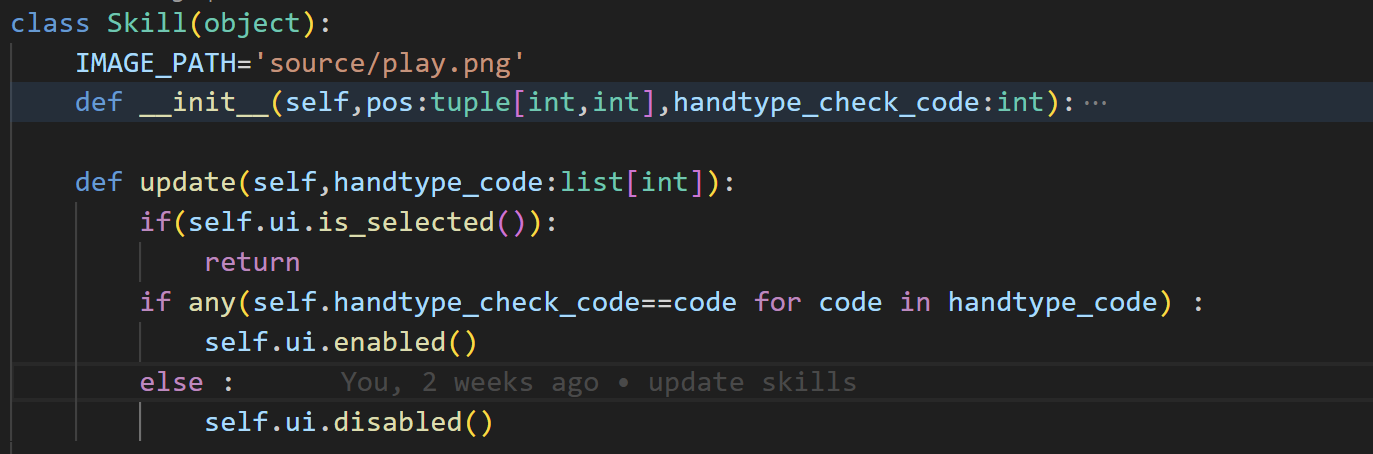 class Skill(object):
    IMAGE_PATH='source/play.png'
    def __init__(self,pos:tuple[int,int],handtype_check_code:int):⋯
    def update(self,handtype_code:list[int]):
        if(self.ui.is_selected()):
            return
        if any(self.handtype_check_code==code for code in handtype_code) :
            self.ui.enabled()
        else :       You, 2 weeks ago • update skills
            self.ui.disabled()